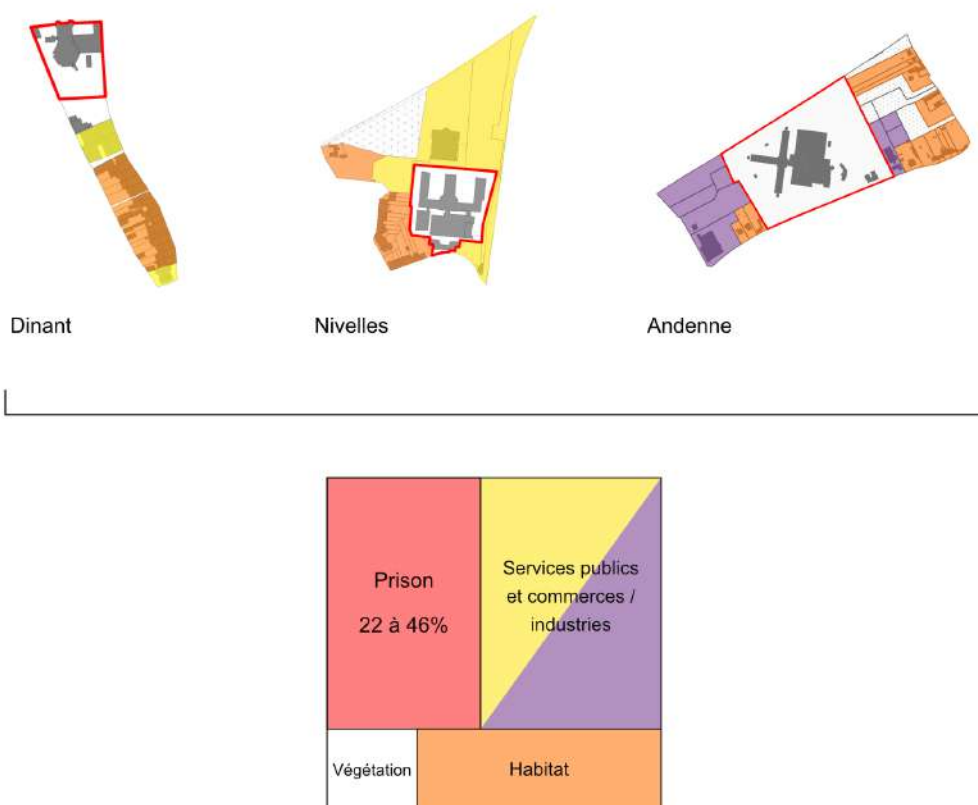 Dinant
Nivelles
Andenne
Prison
22 à 46%
Services publics
et commerces /
industries
Végétation
Habitat